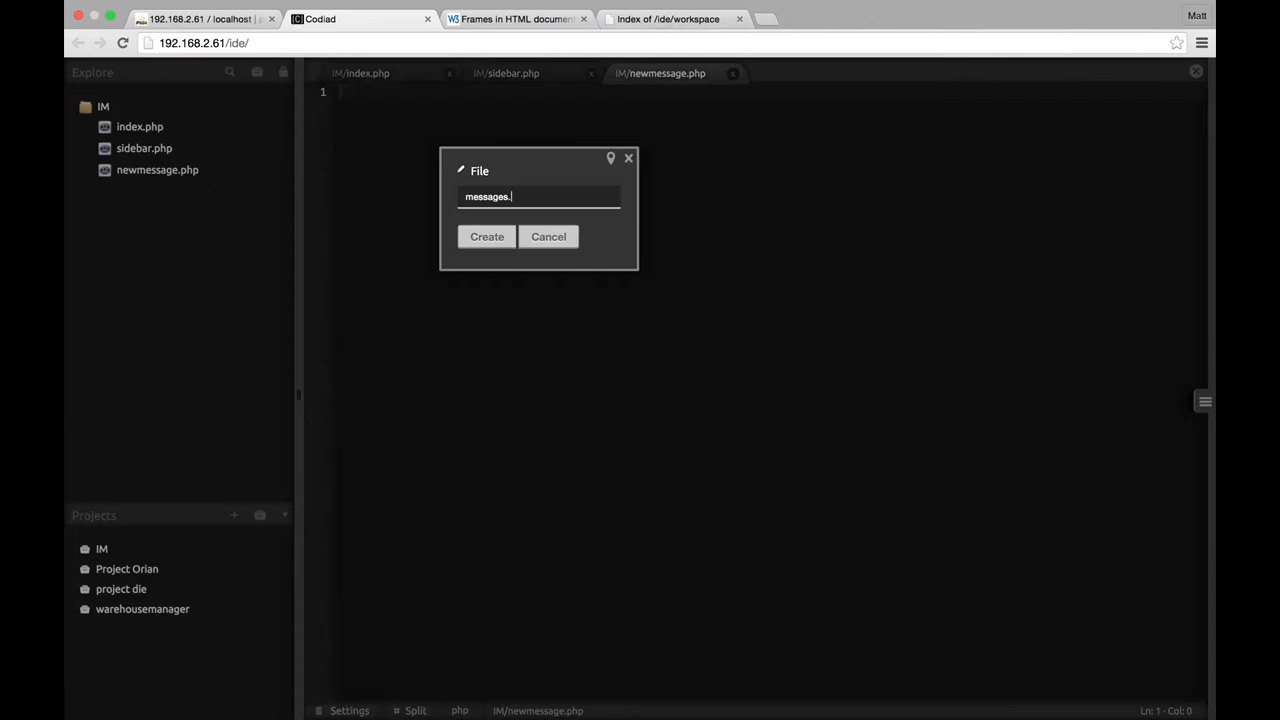 192.168.2.61 / localhost | p
Codiad
Frames in HTML document
Index of /ide/workspace
Matt
192.168.2.61/ide/
Explore
IM/index.php
IM/sidebar.php
IM/newmessage.php
1
IM
index.php
sidebar.php
newmessage.php
File
messages.
Create
Cancel
Projects
IM
Project Orian
project die
warehousemanager
Settings
Split
php
IM/newmessage.php
Ln: 1 · Col: 0